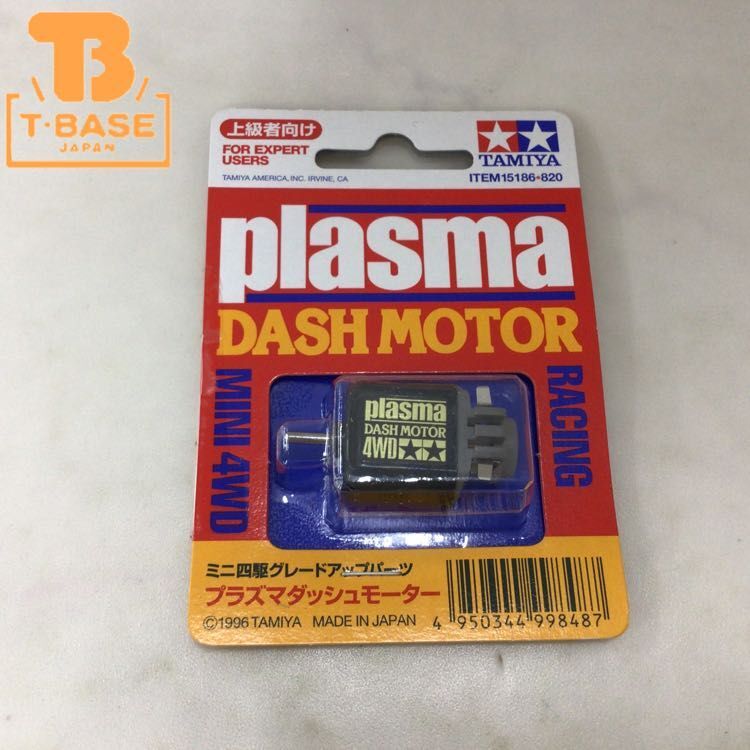 T-BASE
JAPAN
上級者向け
FOR EXPERT
USERS
TAMIYA AMERICA, INC. IRVINE, CA
TAMIYA
ITEM 15186•820
plasma
DASH MOTOR
MINI 4WD
RACING
plasma
DASH MOTOR
4WD★★
ミニ四駆グレードアップパーツ
プラズマダッシュモーター
©1996 TAMIYA MADE IN JAPAN
4 950344 998487